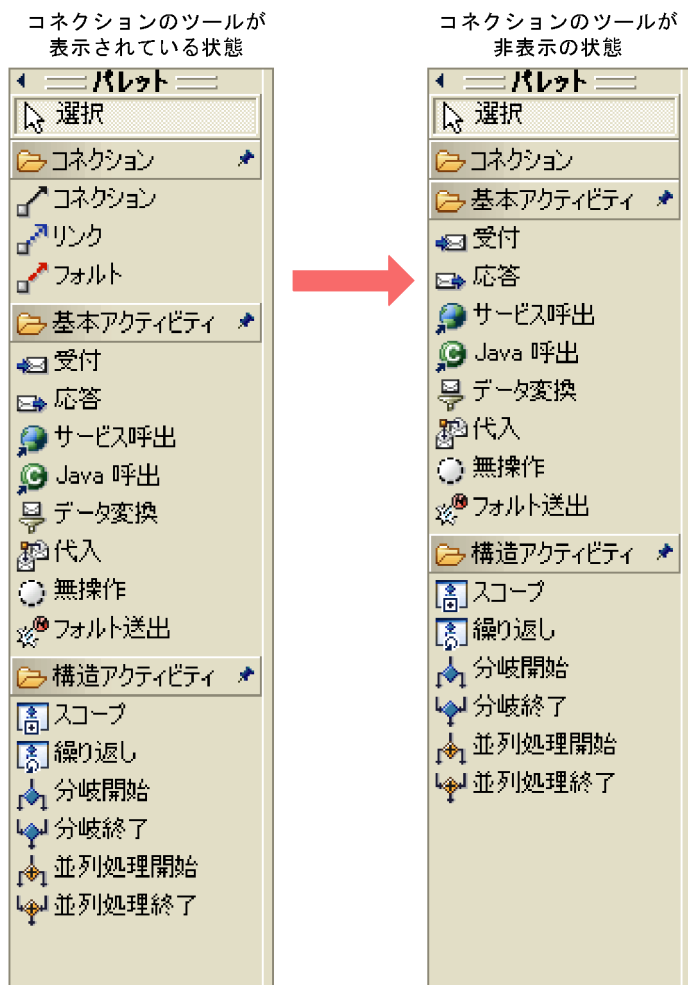 コネクションのツールが
表示されている状態
パレット
選択
コネクション
コネクション
リンク
フォルト
基本アクティビティ
受付
応答
サービス呼出
Java 呼出
データ変換
代入
無操作
フォルト送出
構造アクティビティ
スコープ
繰り返し
分岐開始
分岐終了
並列処理開始
並列処理終了
コネクションのツールが
非表示の状態
パレット
選択
コネクション
基本アクティビティ
受付
応答
サービス呼出
Java 呼出
データ変換
代入
無操作
フォルト送出
構造アクティビティ
スコープ
繰り返し
分岐開始
分岐終了
並列処理開始
並列処理終了